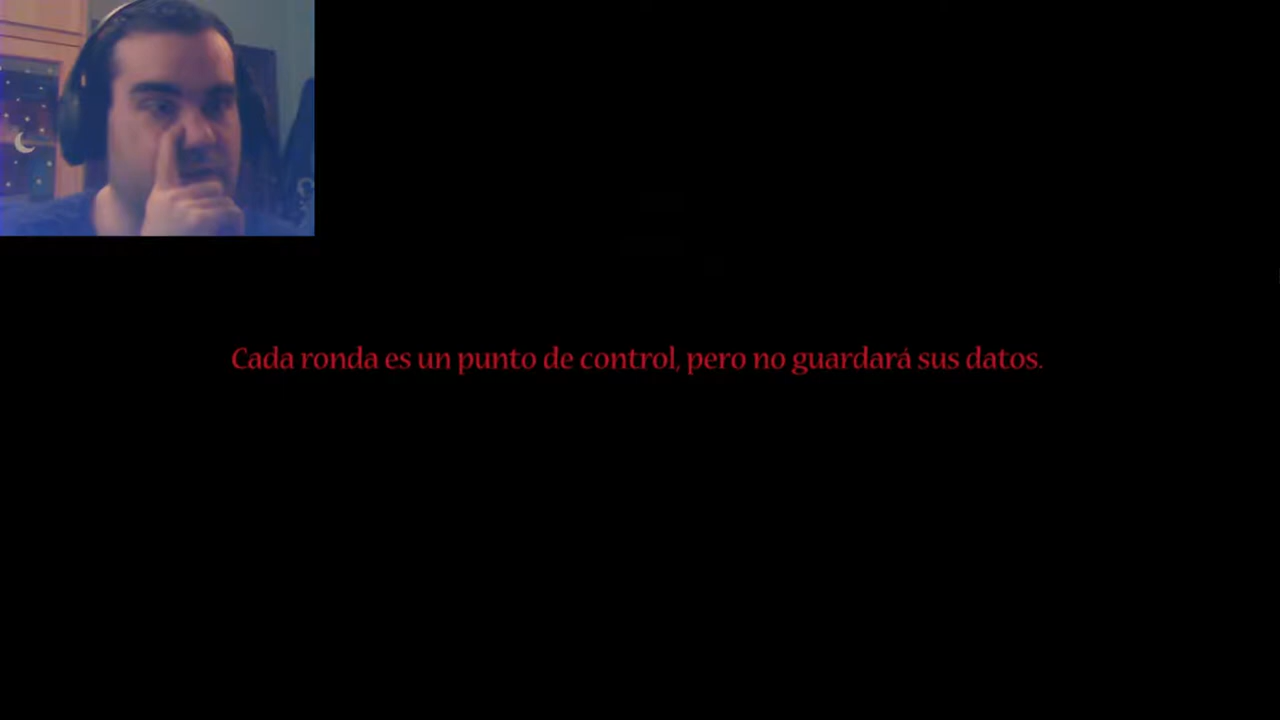 Cada ronda es un punto de control, pero no guardará sus datos.